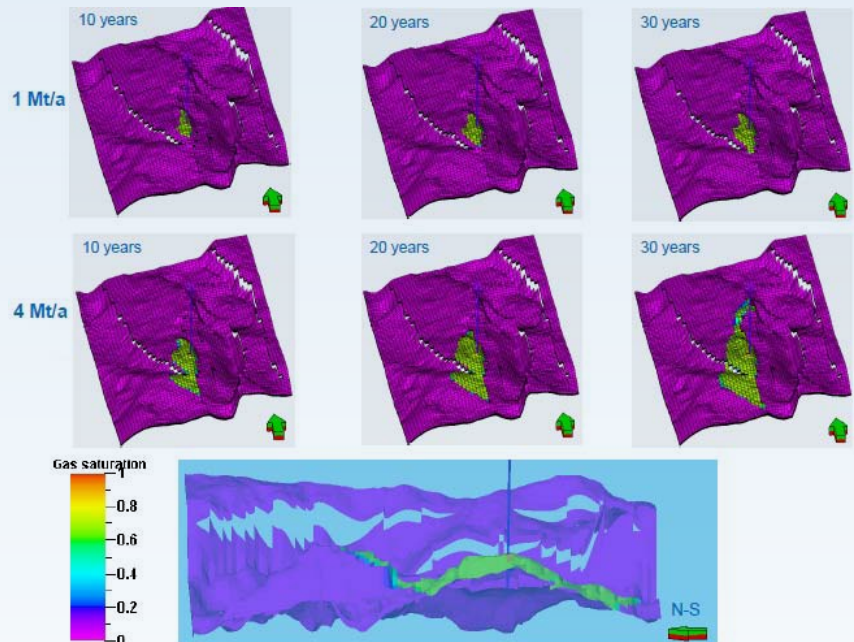 10 years
20 years
30 years
1 Mt/a
10 years
20 years
30 years
4 Mt/a
Gas saturation
1
0.8
0.6
0.4
0.2
0
N-S